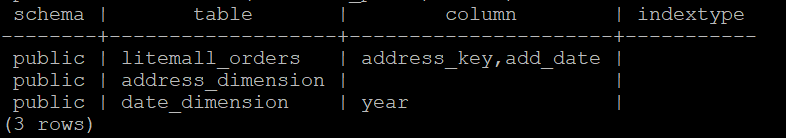 schema | table | column | indextype
--------+-------------------+-----------------------+-----------
public | litemall_orders | address_key,add_date |
public | address_dimension | |
public | date_dimension | year |
(3 rows)